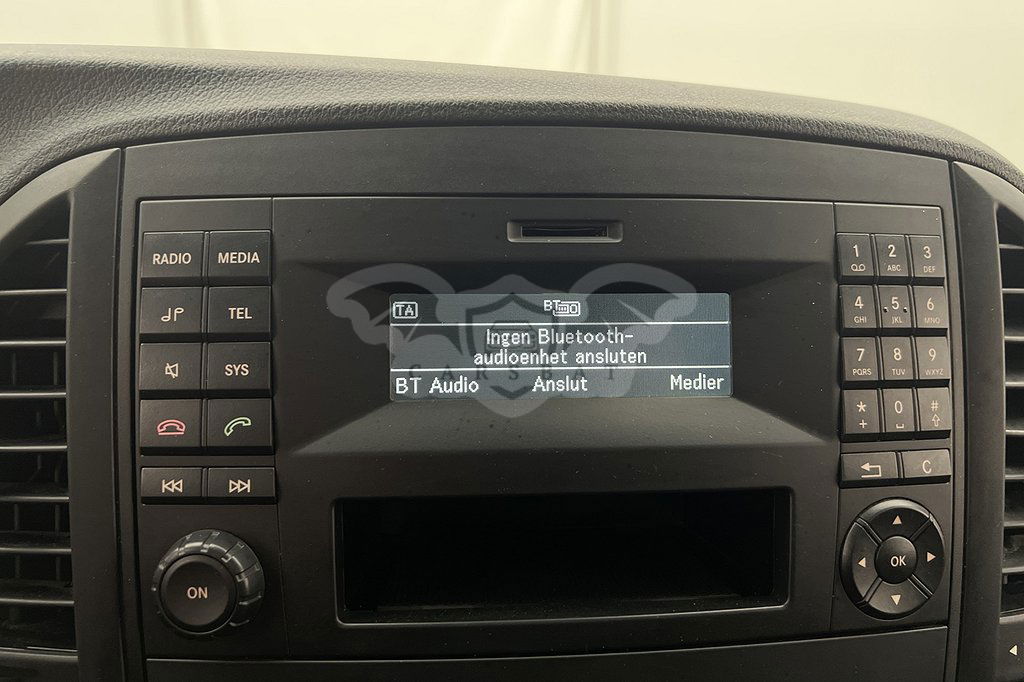 RADIO MEDIA
TEL
SYS
ON
TA BT
Ingen Bluetooth-
audioenhet ansluten
BT Audio Anslut Medier
CARSBAT
1 2 ABC 3 DEF
4 GHI 5 JKL 6 MNO
7 PQRS 8 TUV 9 WXYZ
* + 0 #
C
OK